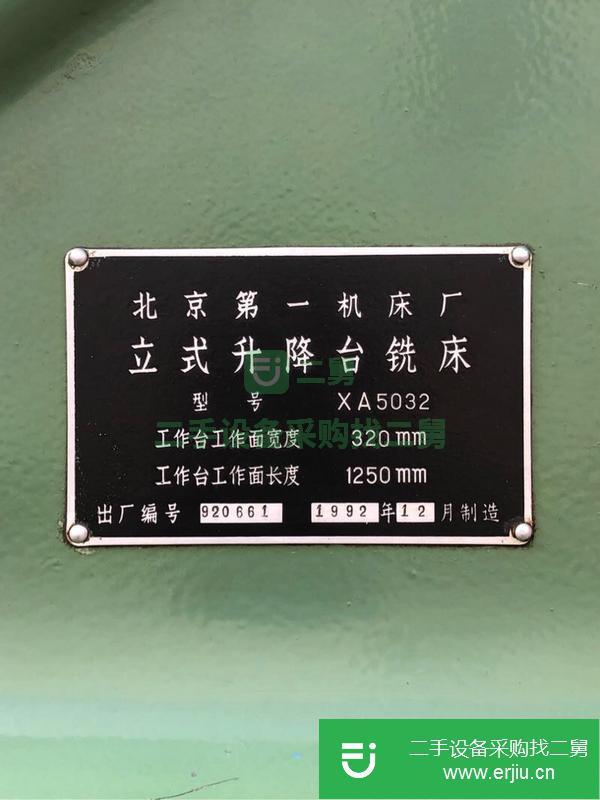 北京第一机床厂
立式升降台铣床
二舅
型号 XA5032
二手设备采购找二舅
工作台工作面宽度 320mm
工作台工作面长度 1250mm
出厂编号 920661 1992年12月制造
二手设备采购找二舅
www.erjiu.cn